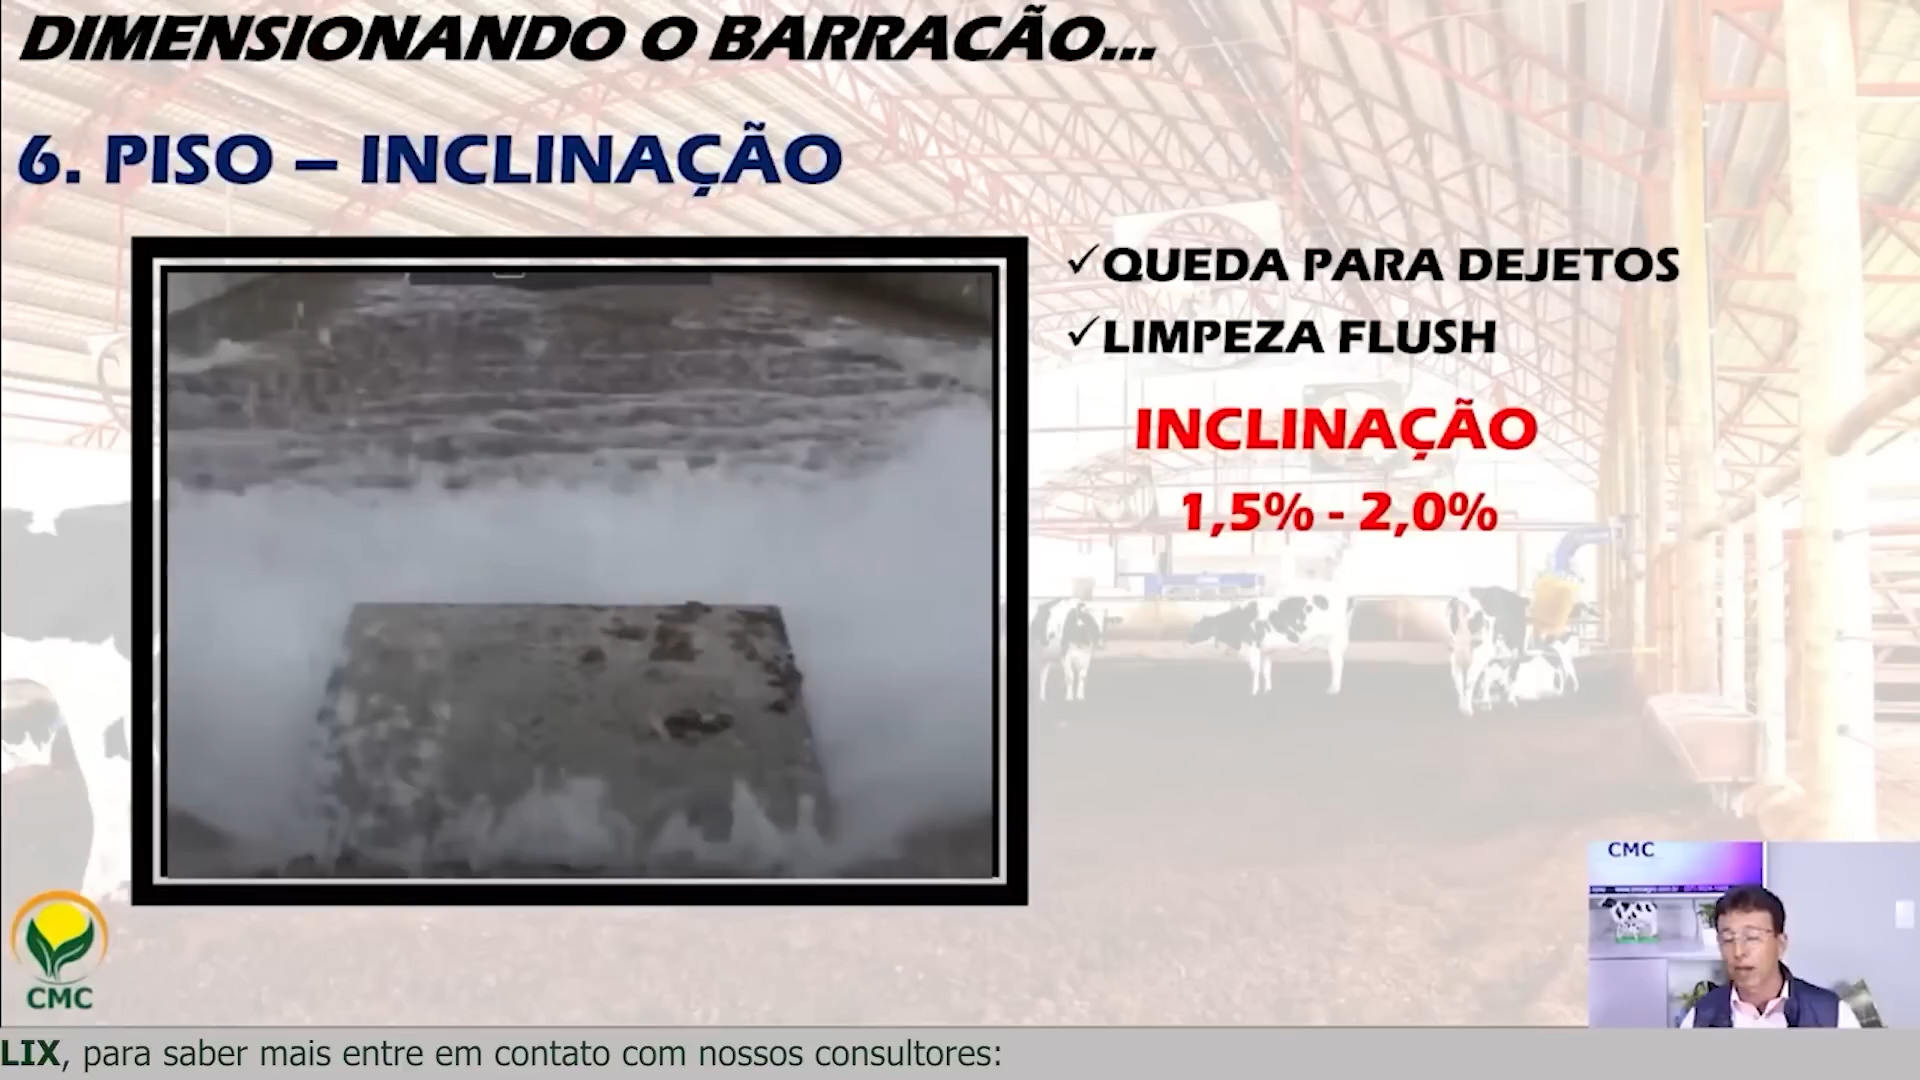 DIMENSIONANDO O BARRACÃO...
6. PISO – INCLINAÇÃO
✓QUEDA PARA DEJETOS
✓LIMPEZA FLUSH
INCLINAÇÃO
1,5% - 2,0%
CMC
CMC
LIX, para saber mais entre em contato com nossos consultores: